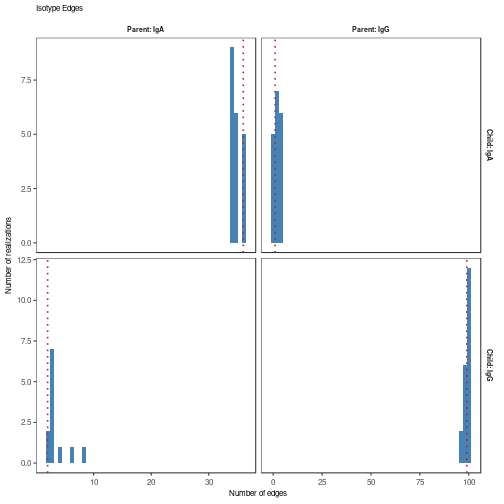 Isotype Edges
Parent: IgA
Parent: IgG
7.5
5.0
2.5
0.0
Child: IgA
12.5
10.0
7.5
5.0
2.5
0.0
Child: IgG
Number of realizations
10
20
30
0
50
100
Number of edges